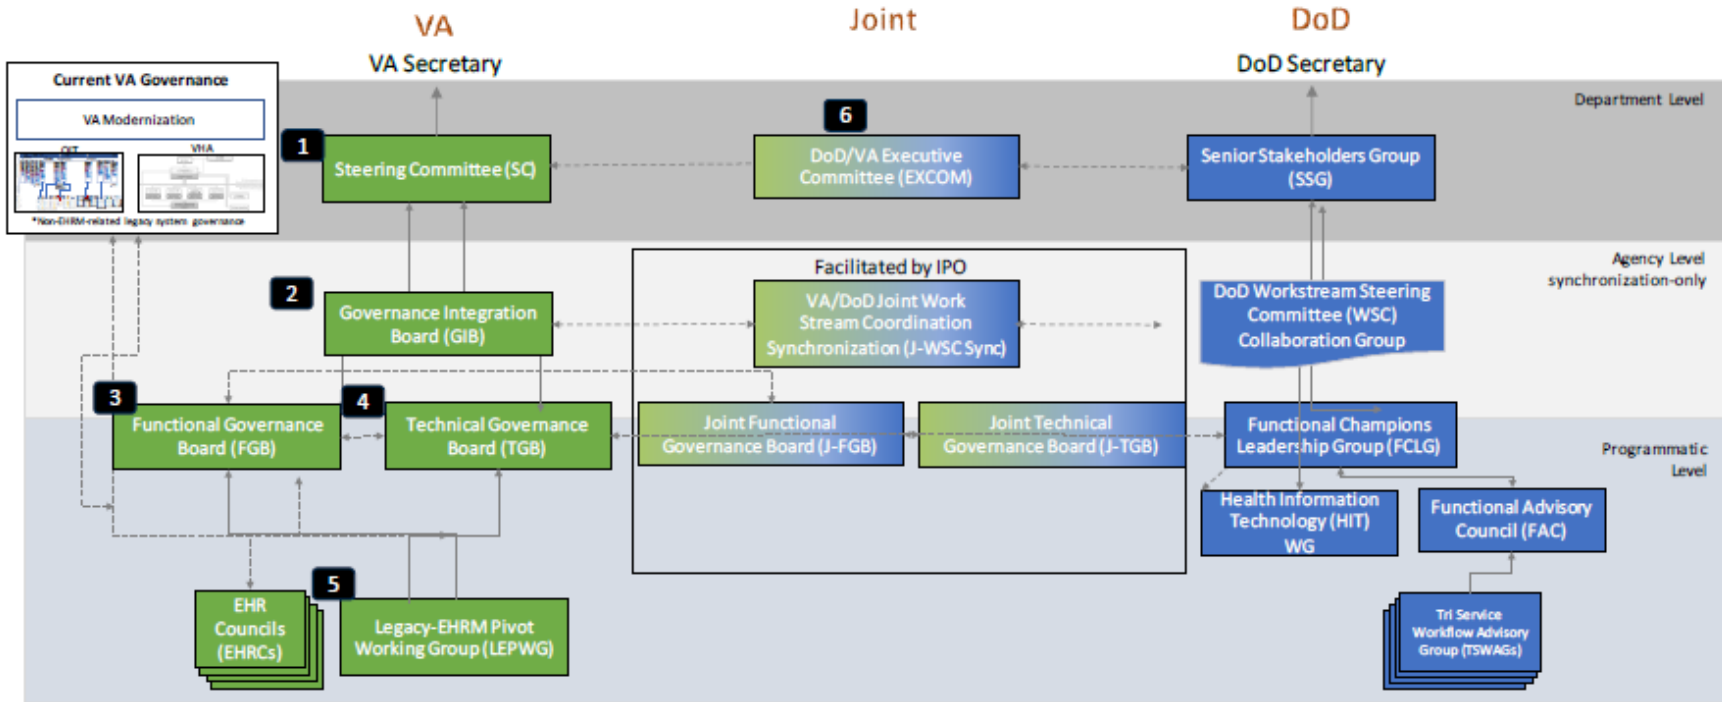 VA
Joint
DoD
VA Secretary
DoD Secretary
Current VA Governance
VA Modernization
OIT
VHA
*Non-EHRM-related legacy system governance
Department Level
1
Steering Committee (SC)
6
DoD/VA Executive
Committee (EXCOM)
Senior Stakeholders Group
(SSG)
Agency Level
synchronization-only
2
Governance Integration
Board (GIB)
Facilitated by IPO
VA/DoD Joint Work
Stream Coordination
Synchronization (J-WSC Sync)
DoD Workstream Steering
Committee (WSC)
Collaboration Group
3
Functional Governance
Board (FGB)
4
Technical Governance
Board (TGB)
Joint Functional
Governance Board (J-FGB)
Joint Technical
Governance Board (J-TGB)
Functional Champions
Leadership Group (FCLG)
Programmatic
Level
Health Information
Technology (HIT)
WG
Functional Advisory
Council (FAC)
EHR
Councils
(EHRCs)
5
Legacy-EHRM Pivot
Working Group (LEPWG)
Tri Service
Workflow Advisory
Group (TSWAGs)